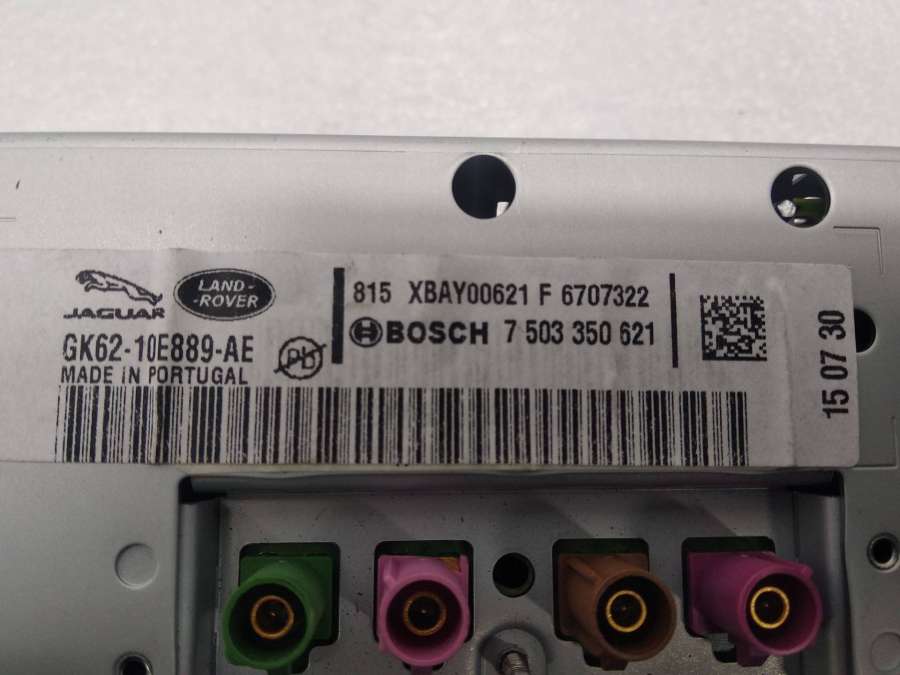 JAGUAR
LAND-
-ROVER
GK62-10E889-AE
Pb
MADE IN PORTUGAL
815 XBAY00621 F 6707322
BOSCH 7 503 350 621
15 07 30